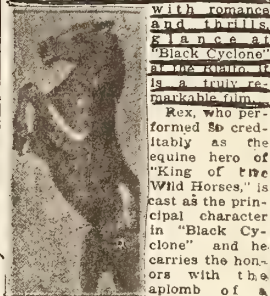 with romance
and thrills,
glance at
"Black Cyclone"
at the Rialto. It
is a truly re-
markable film.
Rex, who per-
formed so cred-
itably as the
equine hero of
"King of the
Wild Horses," is
cast as the prin-
cipal character
in "Black Cy-
clone" and he
carries the hon-
ors with the
aplomb of a